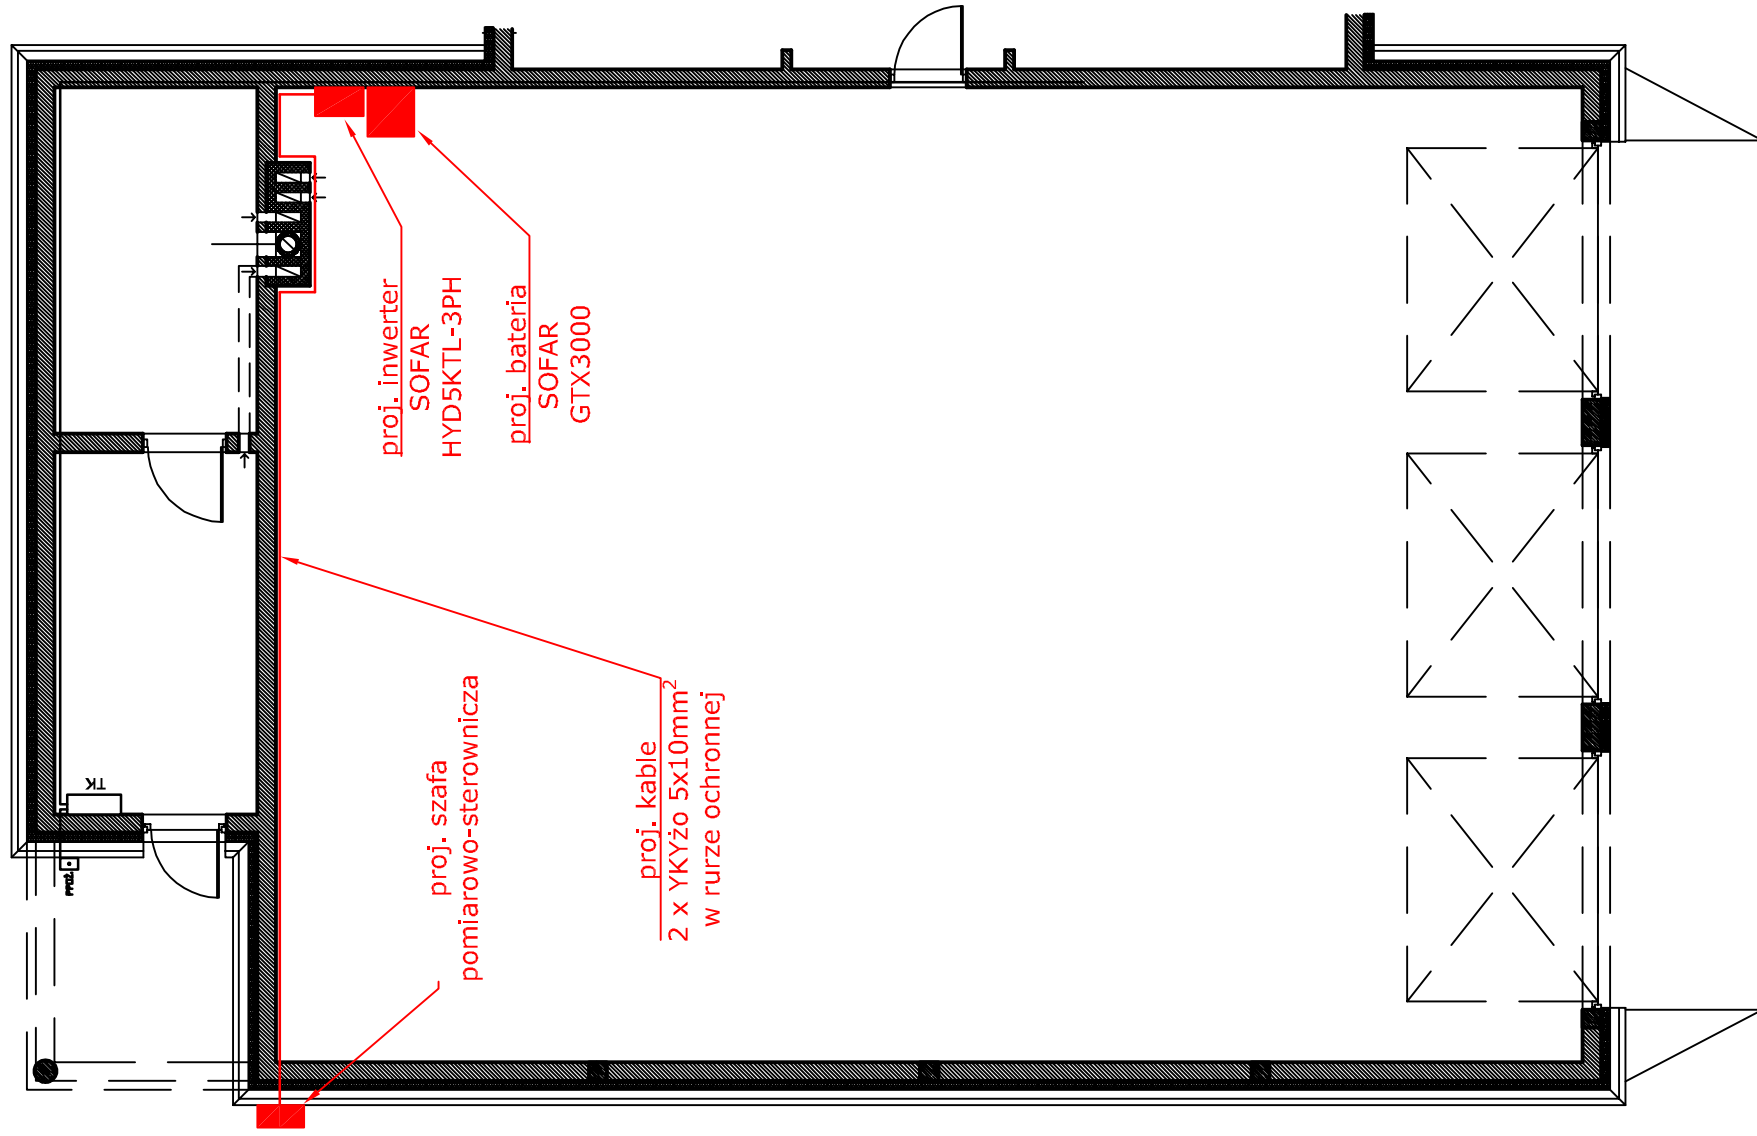 proj. inwerter
SOFAR
HYD5KTL-3PH
proj. bateria
SOFAR
GTX3000
proj. szafa
pomiarowo-sterownicza
proj. kable
2 x YKYżo 5x10mm²
w rurze ochronnej
TK
PPOŻ.